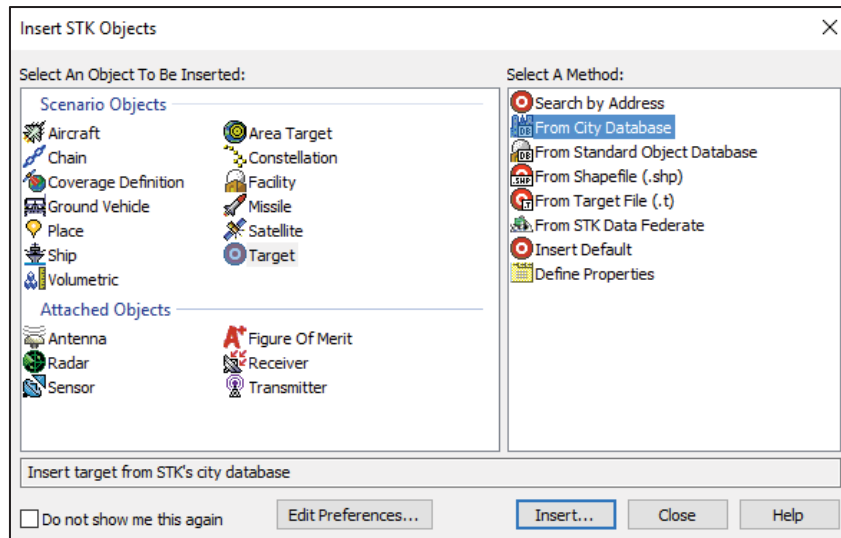 Insert STK Objects
Select An Object To Be Inserted:
Scenario Objects
Aircraft
Area Target
Chain
Constellation
Coverage Definition
Facility
Ground Vehicle
Missile
Place
Satellite
Ship
Target
Volumetric
Attached Objects
Antenna
Figure Of Merit
Radar
Receiver
Sensor
Transmitter
Select A Method:
Search by Address
From City Database
From Standard Object Database
From Shapefile (.shp)
From Target File (.t)
From STK Data Federate
Insert Default
Define Properties
Insert target from STK's city database
Do not show me this again
Edit Preferences...
Insert...
Close
Help